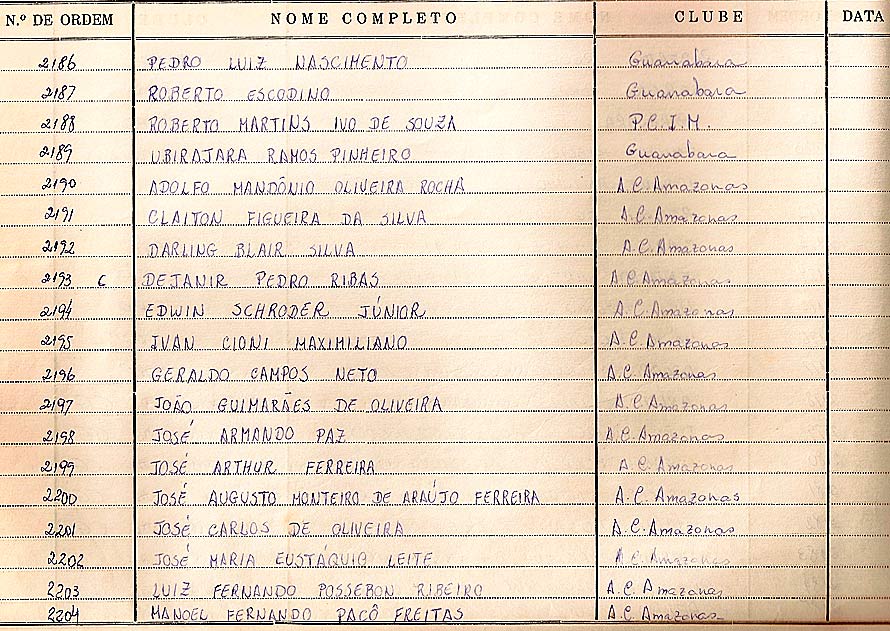 N.º DE ORDEM NOME COMPLETO CLUBE DATA
2186 PEDRO LUIZ NASCIMENTO Guanabara
2187 ROBERTO ESCODINO Guanabara
2188 ROBERTO MARTINS IVO DE SOUZA P.C.I.M.
2189 UBIRAJARA RAMOS PINHEIRO Guanabara
2190 ADOLFO MANDÔNIO OLIVEIRA ROCHA A.C.Amazonas
2191 CLAITON FIGUEIRA DA SILVA A.C.Amazonas
2192 DARLING BLAIR SILVA A.C.Amazonas
2193 C DEJANIR PEDRO RIBAS A.C.Amazonas
2194 EDWIN SCHRODER JÚNIOR A.C.Amazonas
2195 IVAN CIONI MAXIMILIANO A.C.Amazonas
2196 GERALDO CAMPOS NETO A.C.Amazonas
2197 JOÃO GUIMARÃES DE OLIVEIRA A.C.Amazonas
2198 JOSÉ ARMANDO PAZ A.C.Amazonas
2199 JOSÉ ARTHUR FERREIRA A.C.Amazonas
2200 JOSÉ AUGUSTO MONTEIRO DE ARAÚJO FERREIRA A.C.Amazonas
2201 JOSÉ CARLOS DE OLIVEIRA A.C.Amazonas
2202 JOSÉ MARIA EUSTÁQUIO LEITE A.C.Amazonas
2203 LUIZ FERNANDO POSSEBON RIBEIRO A.C.Amazonas
2204 MANOEL FERNANDO PACÔ FREITAS A.C.Amazonas